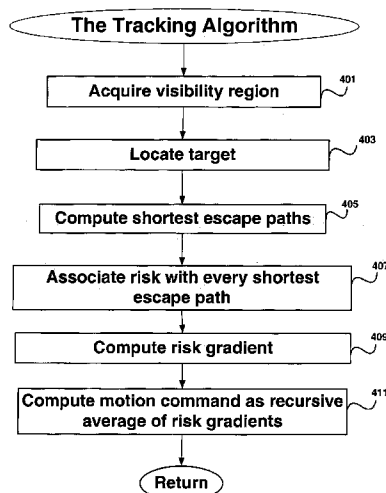 The Tracking Algorithm
Acquire visibility region
401
Locate target
403
Compute shortest escape paths
405
Associate risk with every shortest
escape path
407
Compute risk gradient
409
Compute motion command as recursive
average of risk gradients
411
Return